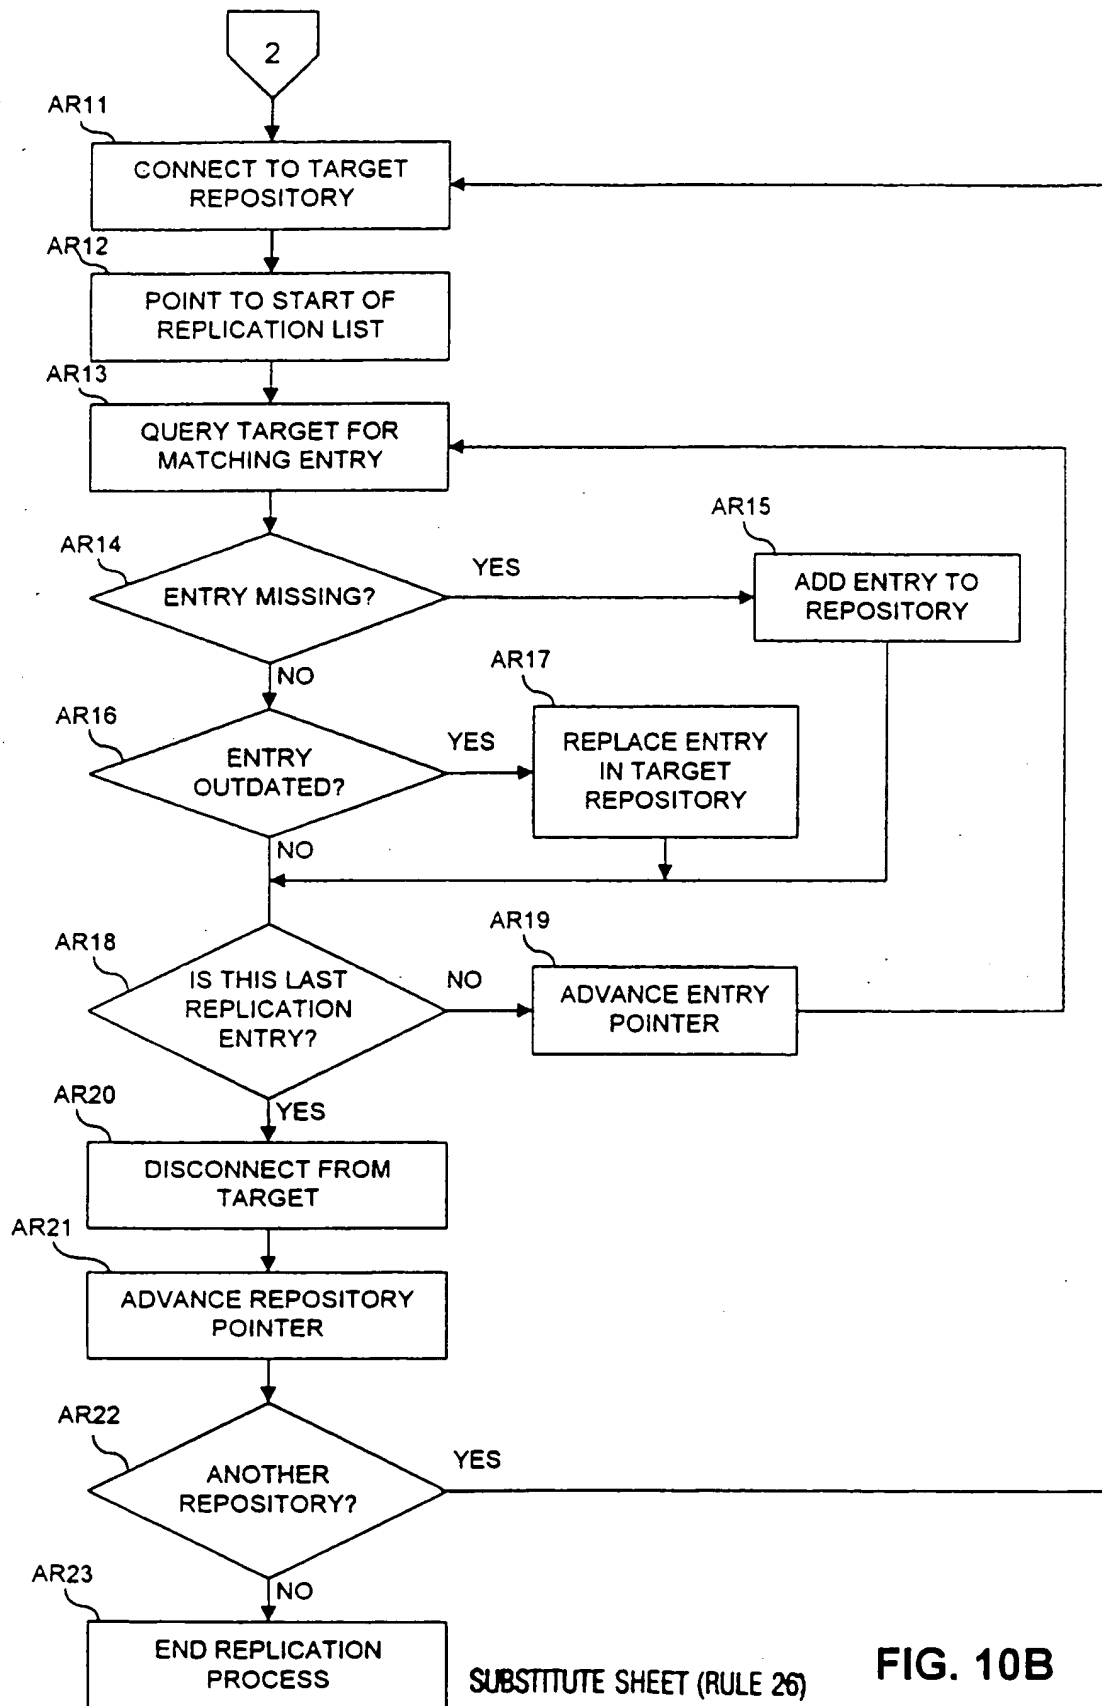 2
AR11
CONNECT TO TARGET
REPOSITORY
AR12
POINT TO START OF
REPLICATION LIST
AR13
QUERY TARGET FOR
MATCHING ENTRY
AR14
ENTRY MISSING?
YES
AR15
ADD ENTRY TO
REPOSITORY
NO
AR16
ENTRY
OUTDATED?
YES
AR17
REPLACE ENTRY
IN TARGET
REPOSITORY
NO
AR18
IS THIS LAST
REPLICATION
ENTRY?
NO
AR19
ADVANCE ENTRY
POINTER
YES
AR20
DISCONNECT FROM
TARGET
AR21
ADVANCE REPOSITORY
POINTER
AR22
ANOTHER
REPOSITORY?
YES
NO
AR23
END REPLICATION
PROCESS
SUBSTITUTE SHEET (RULE 26)
FIG. 10B